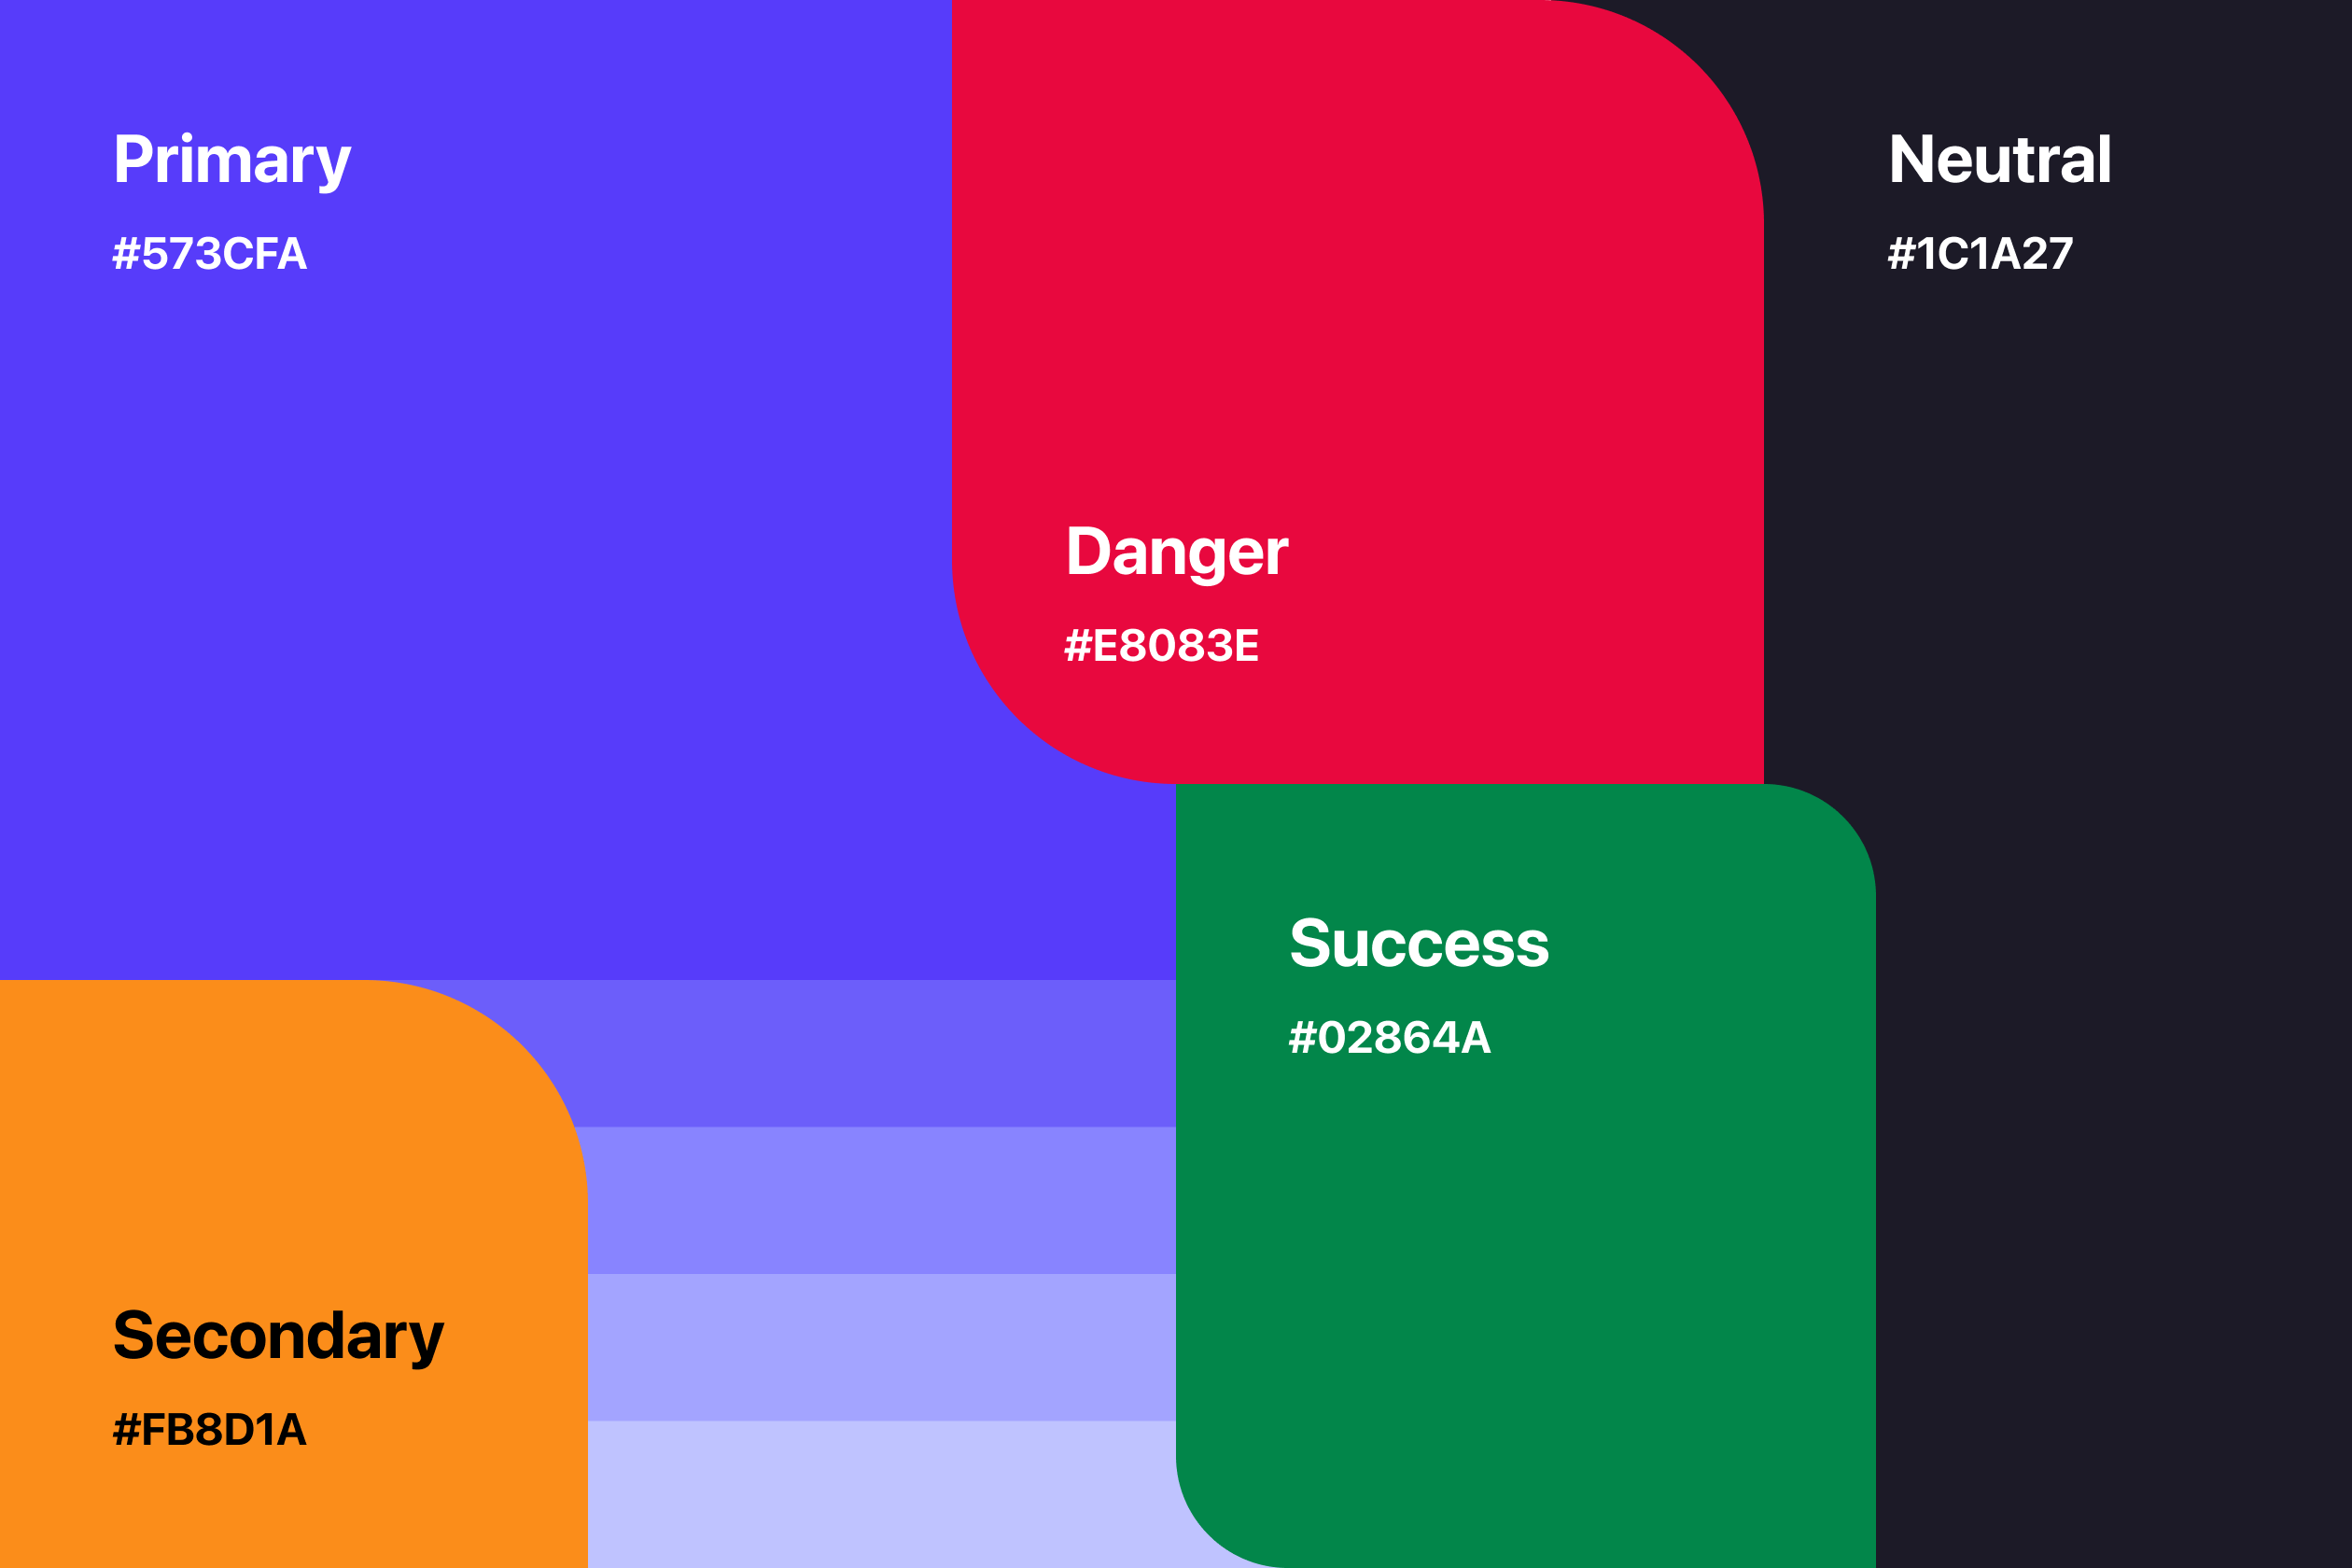 Primary
#573CFA
Danger
#E8083E
Neutral
#1C1A27
Success
#02864A
Secondary
#FB8D1A